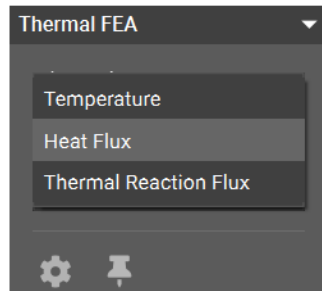 Thermal FEA
Temperature
Heat Flux
Thermal Reaction Flux